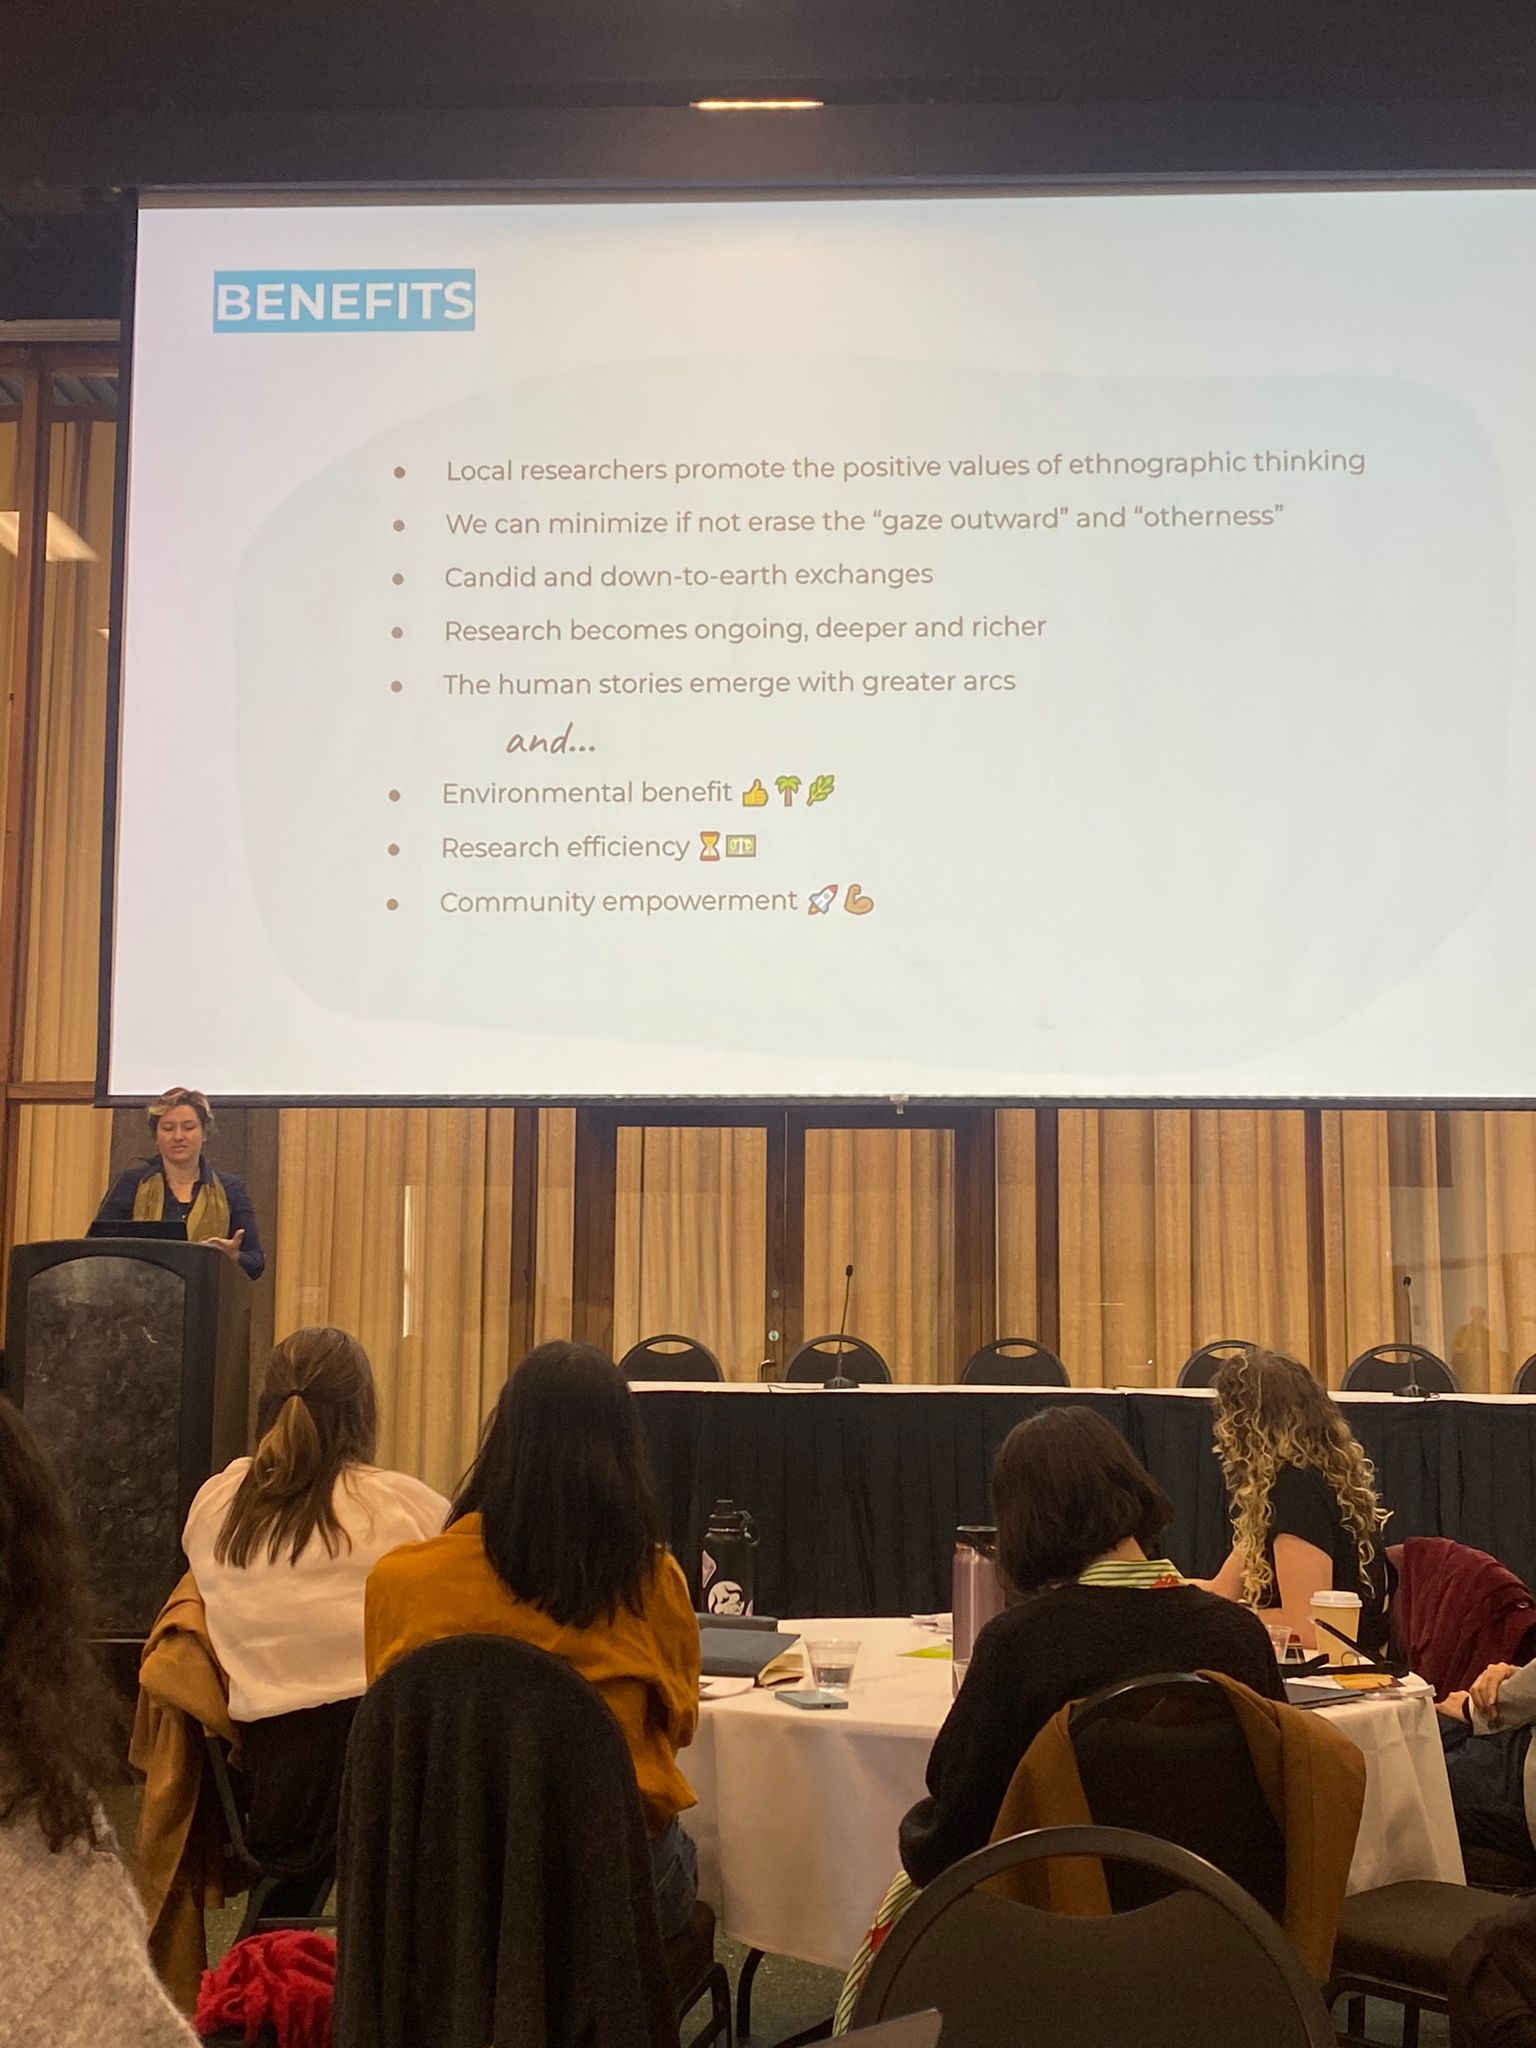 BENEFITS
• Local researchers promote the positive values of ethnographic thinking
• We can minimize if not erase the “gaze outward” and “otherness”
• Candid and down-to-earth exchanges
• Research becomes ongoing, deeper and richer
• The human stories emerge with greater arcs
and...
• Environmental benefit 👍🌴🌿
• Research efficiency ⏳💵
• Community empowerment 🚀💪🏽